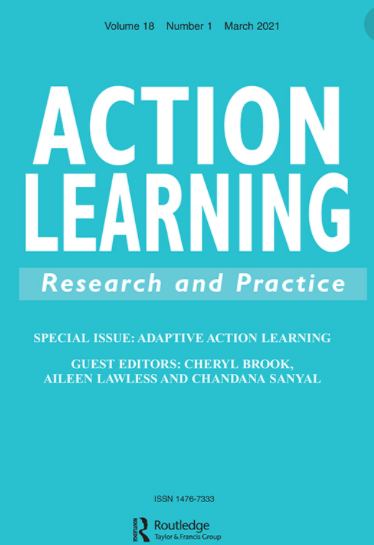 Volume 18 Number 1 March 2021
ACTION
LEARNING
Research and Practice
SPECIAL ISSUE: ADAPTIVE ACTION LEARNING
GUEST EDITORS: CHERYL BROOK,
AILEEN LAWLESS AND CHANDANA SANYAL
ISSN 1476-7333
ROUTLEDGE
Routledge
Taylor & Francis Group